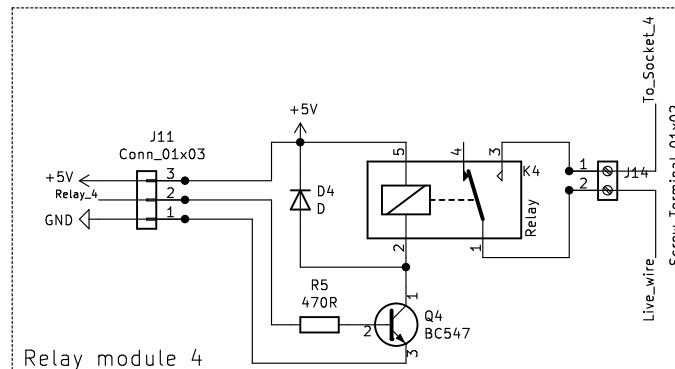 To_Socket_4
+5V
J11
Conn_01x03
+5V
3
Relay_4
2
GND
1
D4
D
5
4
3
K4
Relay
2
1
1
2
J14
Screw_Terminal_01x02
Live_wire
R5
470R
1
Q4
BC547
2
3
Relay module 4